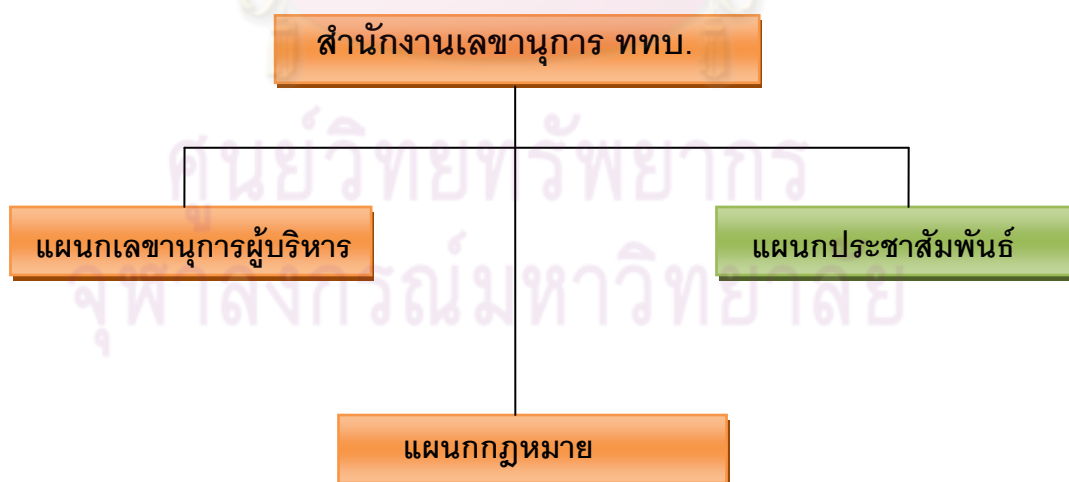 สำนักงานเลขานุการ ททบ.
ศูนย์วิทยทรัพยากร
แผนกเลขานุการผู้บริหาร
แผนกประชาสัมพันธ์
จุฬาลงกรณ์มหาวิทยาลัย
แผนกกฎหมาย